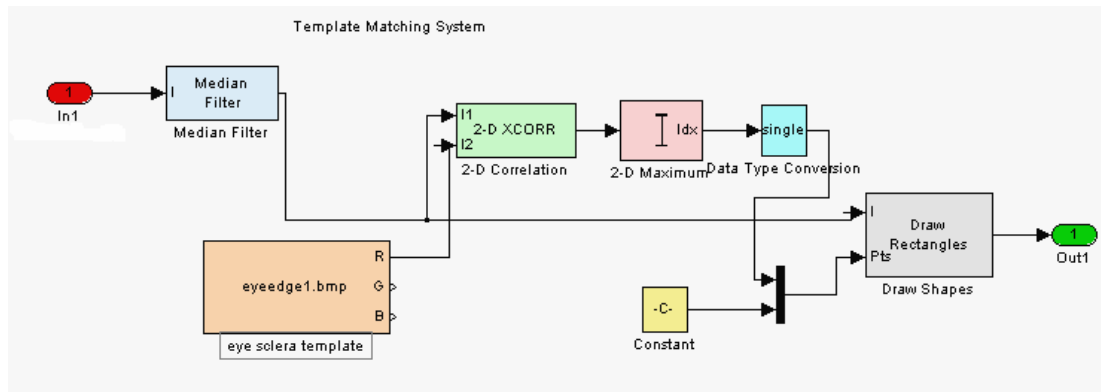 Template Matching System
1
In1
I
Median
Filter
Median Filter
I1
I2
2-D XCORR
2-D Correlation
Idx
2-D Maximum
single
Data Type Conversion
R
G
B
eyeedge1.bmp
eye sclera template
-C-
Constant
I
Pts
Draw
Rectangles
Draw Shapes
1
Out1